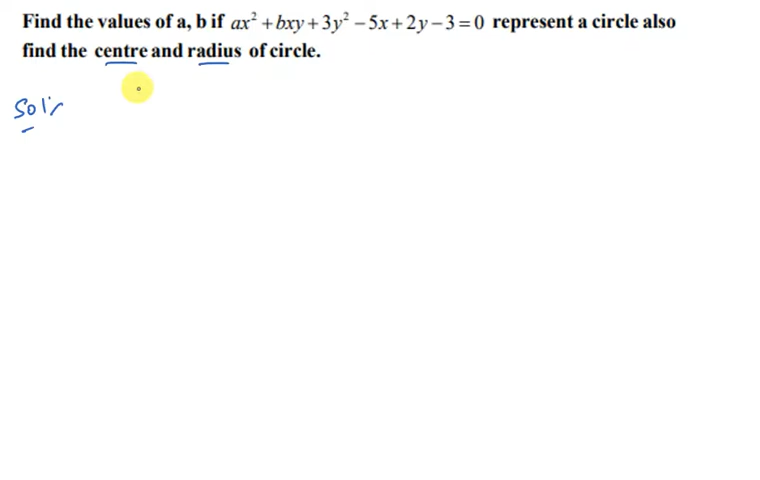 Find the values of a, b if ax² + bxy + 3y² − 5x + 2y − 3 = 0 represent a circle also
find the centre and radius of circle.
Sol: